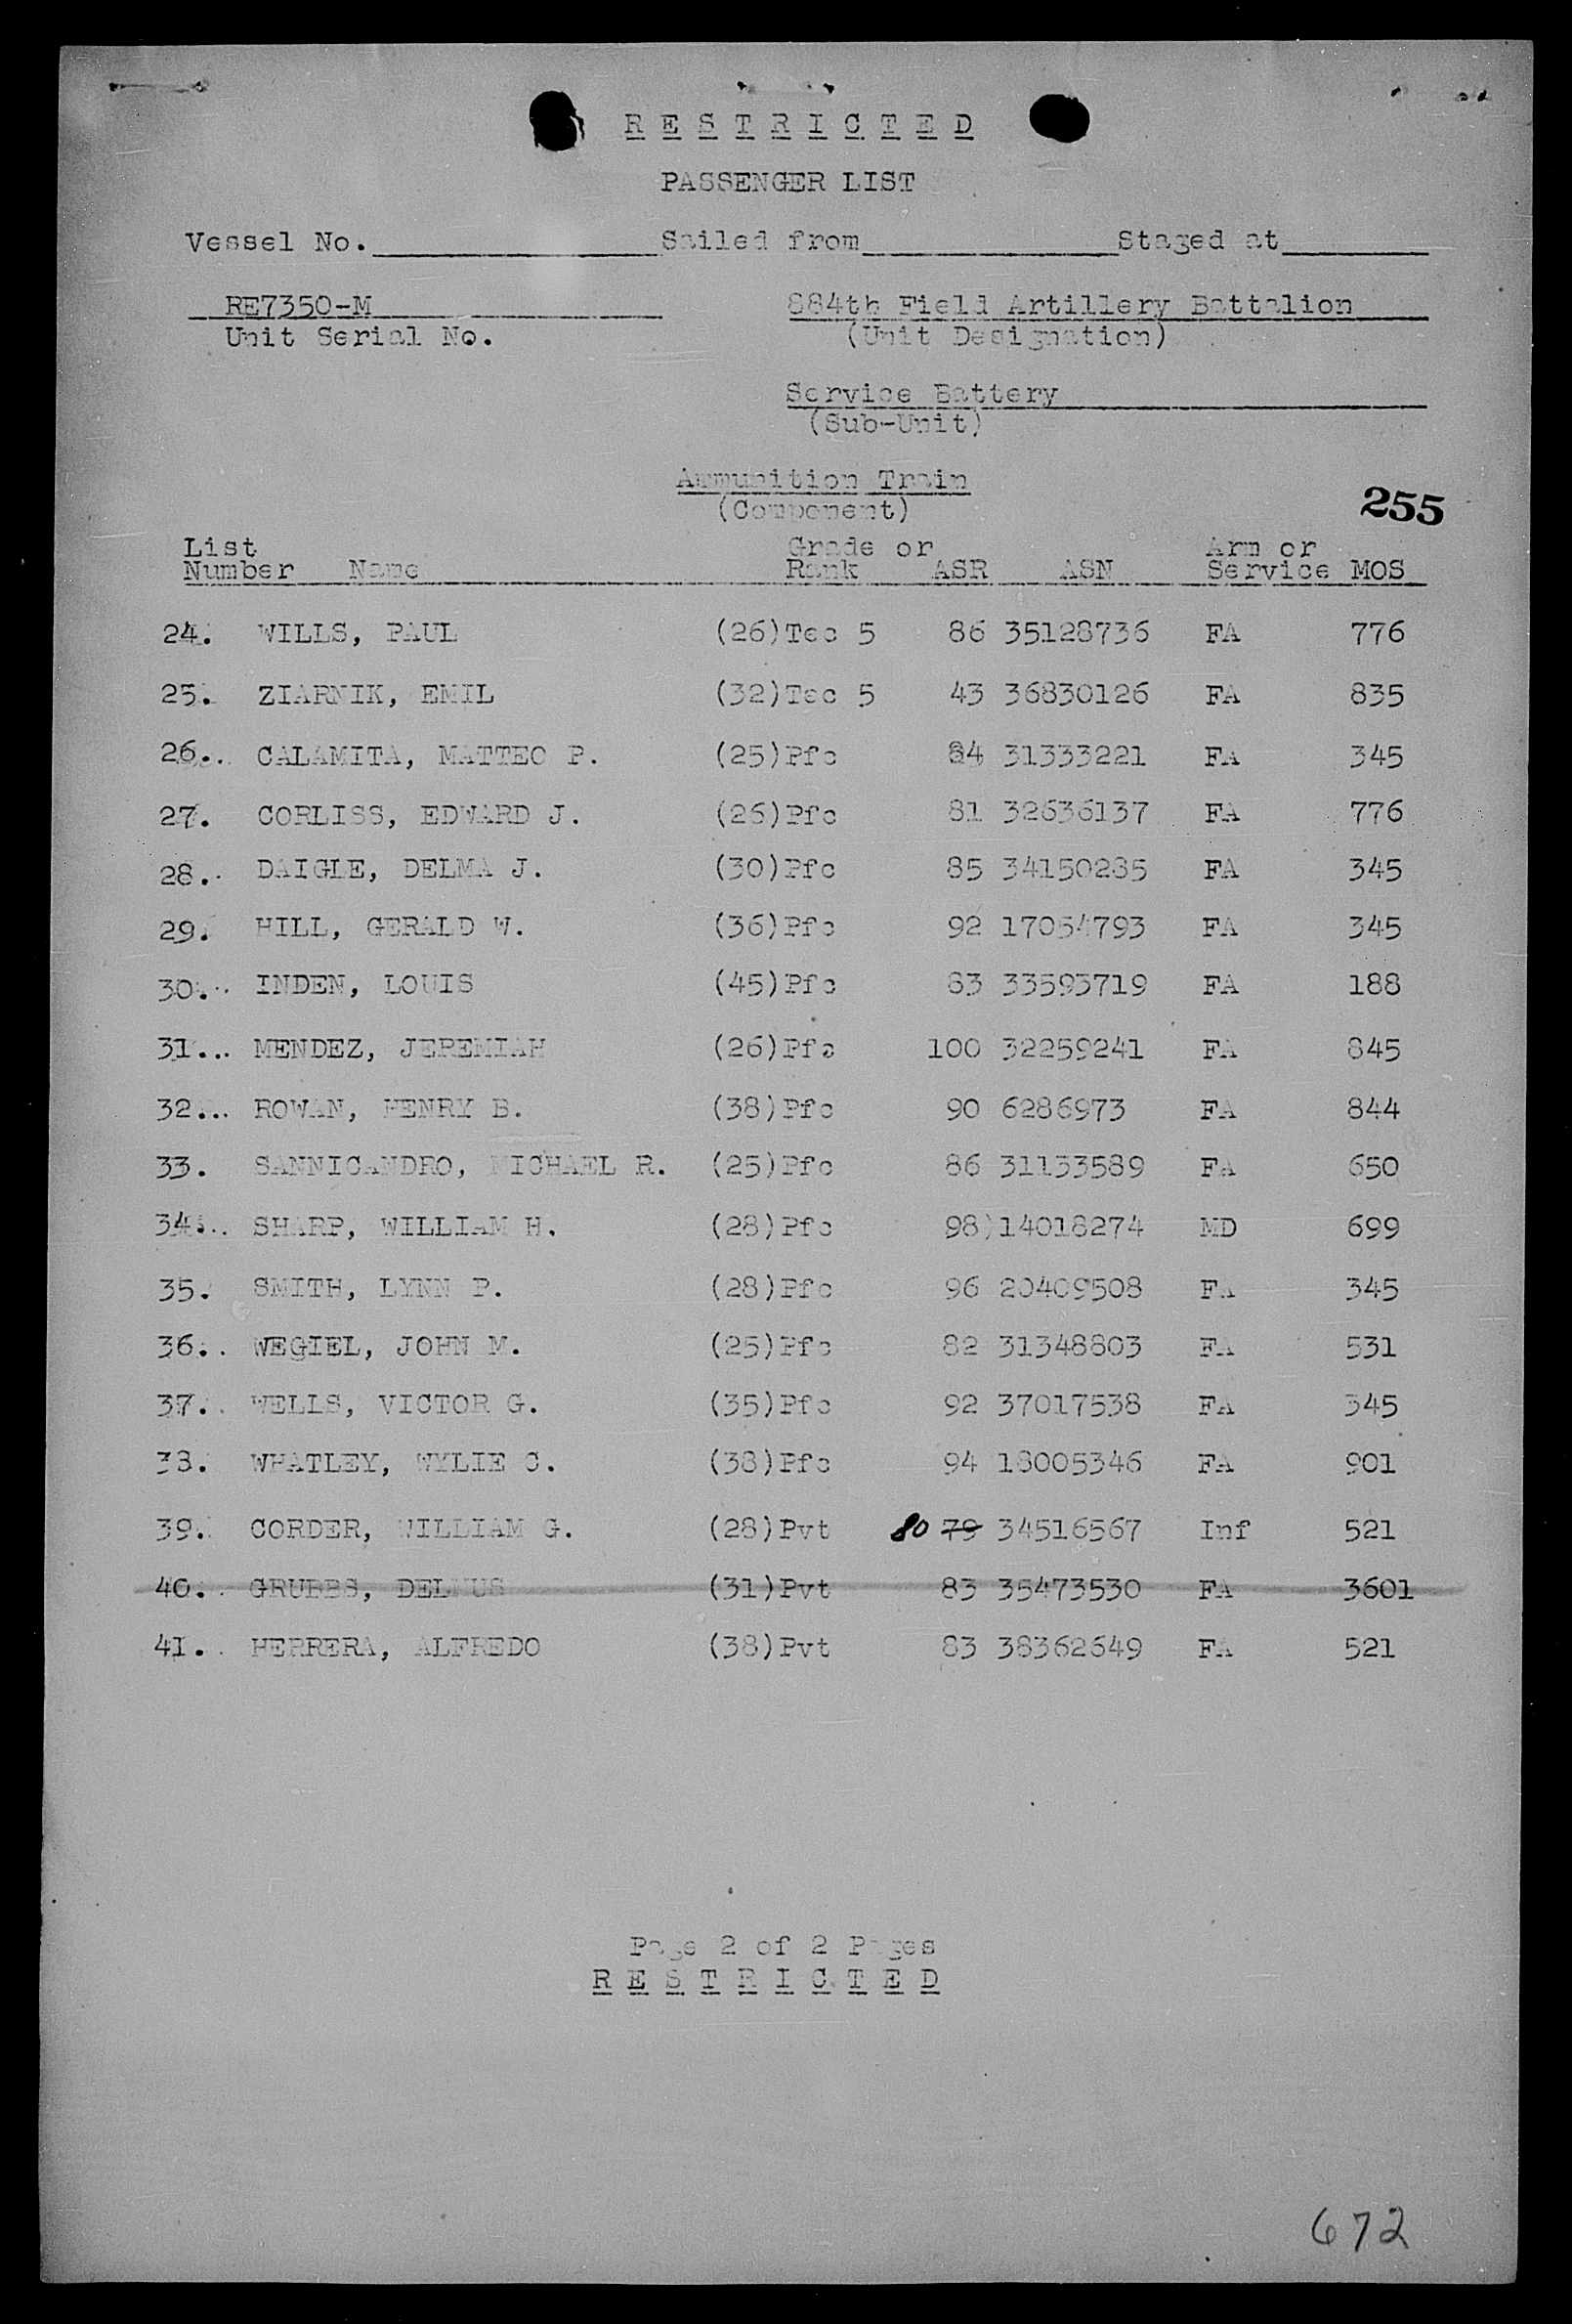 R E S T R I C T E D
PASSENGER LIST
Vessel No. Sailed from Staged at
RE7350-M 884th Field Artillery Battalion
Unit Serial No. (Unit Designation)
Service Battery
(Sub-Unit)
Ammunition Train
(Component) 255
List Grade or Arm or
Number Name Rank ASR ASN Service MOS
24. WILLS, PAUL (26)Tec 5 86 35128736 FA 776
25. ZIARNIK, EMIL (32)Tec 5 43 36830126 FA 835
26. CALAMITA, MATTEO P. (25)Pfc 84 31333221 FA 345
27. CORLISS, EDWARD J. (26)Pfc 81 32636137 FA 776
28. DAIGLE, DELMA J. (30)Pfc 85 34150285 FA 345
29. HILL, GERALD W. (36)Pfc 92 17054793 FA 345
30. INDEN, LOUIS (45)Pfc 83 33593719 FA 188
31... MENDEZ, JEREMIAH (26)Pfc 100 32259241 FA 845
32... ROWAN, HENRY B. (38)Pfc 90 6286973 FA 844
33. SANNICANDRO, MICHAEL R. (25)Pfc 86 31133589 FA 650
34... SHARP, WILLIAM H. (28)Pfc 98)14018274 MD 699
35. SMITH, LYNN P. (28)Pfc 96 20409508 FA 345
36. WEGIEL, JOHN M. (25)Pfc 82 31348803 FA 531
37. WELLS, VICTOR G. (35)Pfc 92 37017538 FA 345
38. WHATLEY, WYLIE C. (38)Pfc 94 18005346 FA 901
39. CORDER, WILLIAM G. (28)Pvt 80 79 34516567 Inf 521
40. GRUBBS, DELMUS (31)Pvt 83 35473530 FA 3601
41. HERRERA, ALFREDO (38)Pvt 83 38362649 FA 521
Page 2 of 2 Pages
R E S T R I C T E D
672